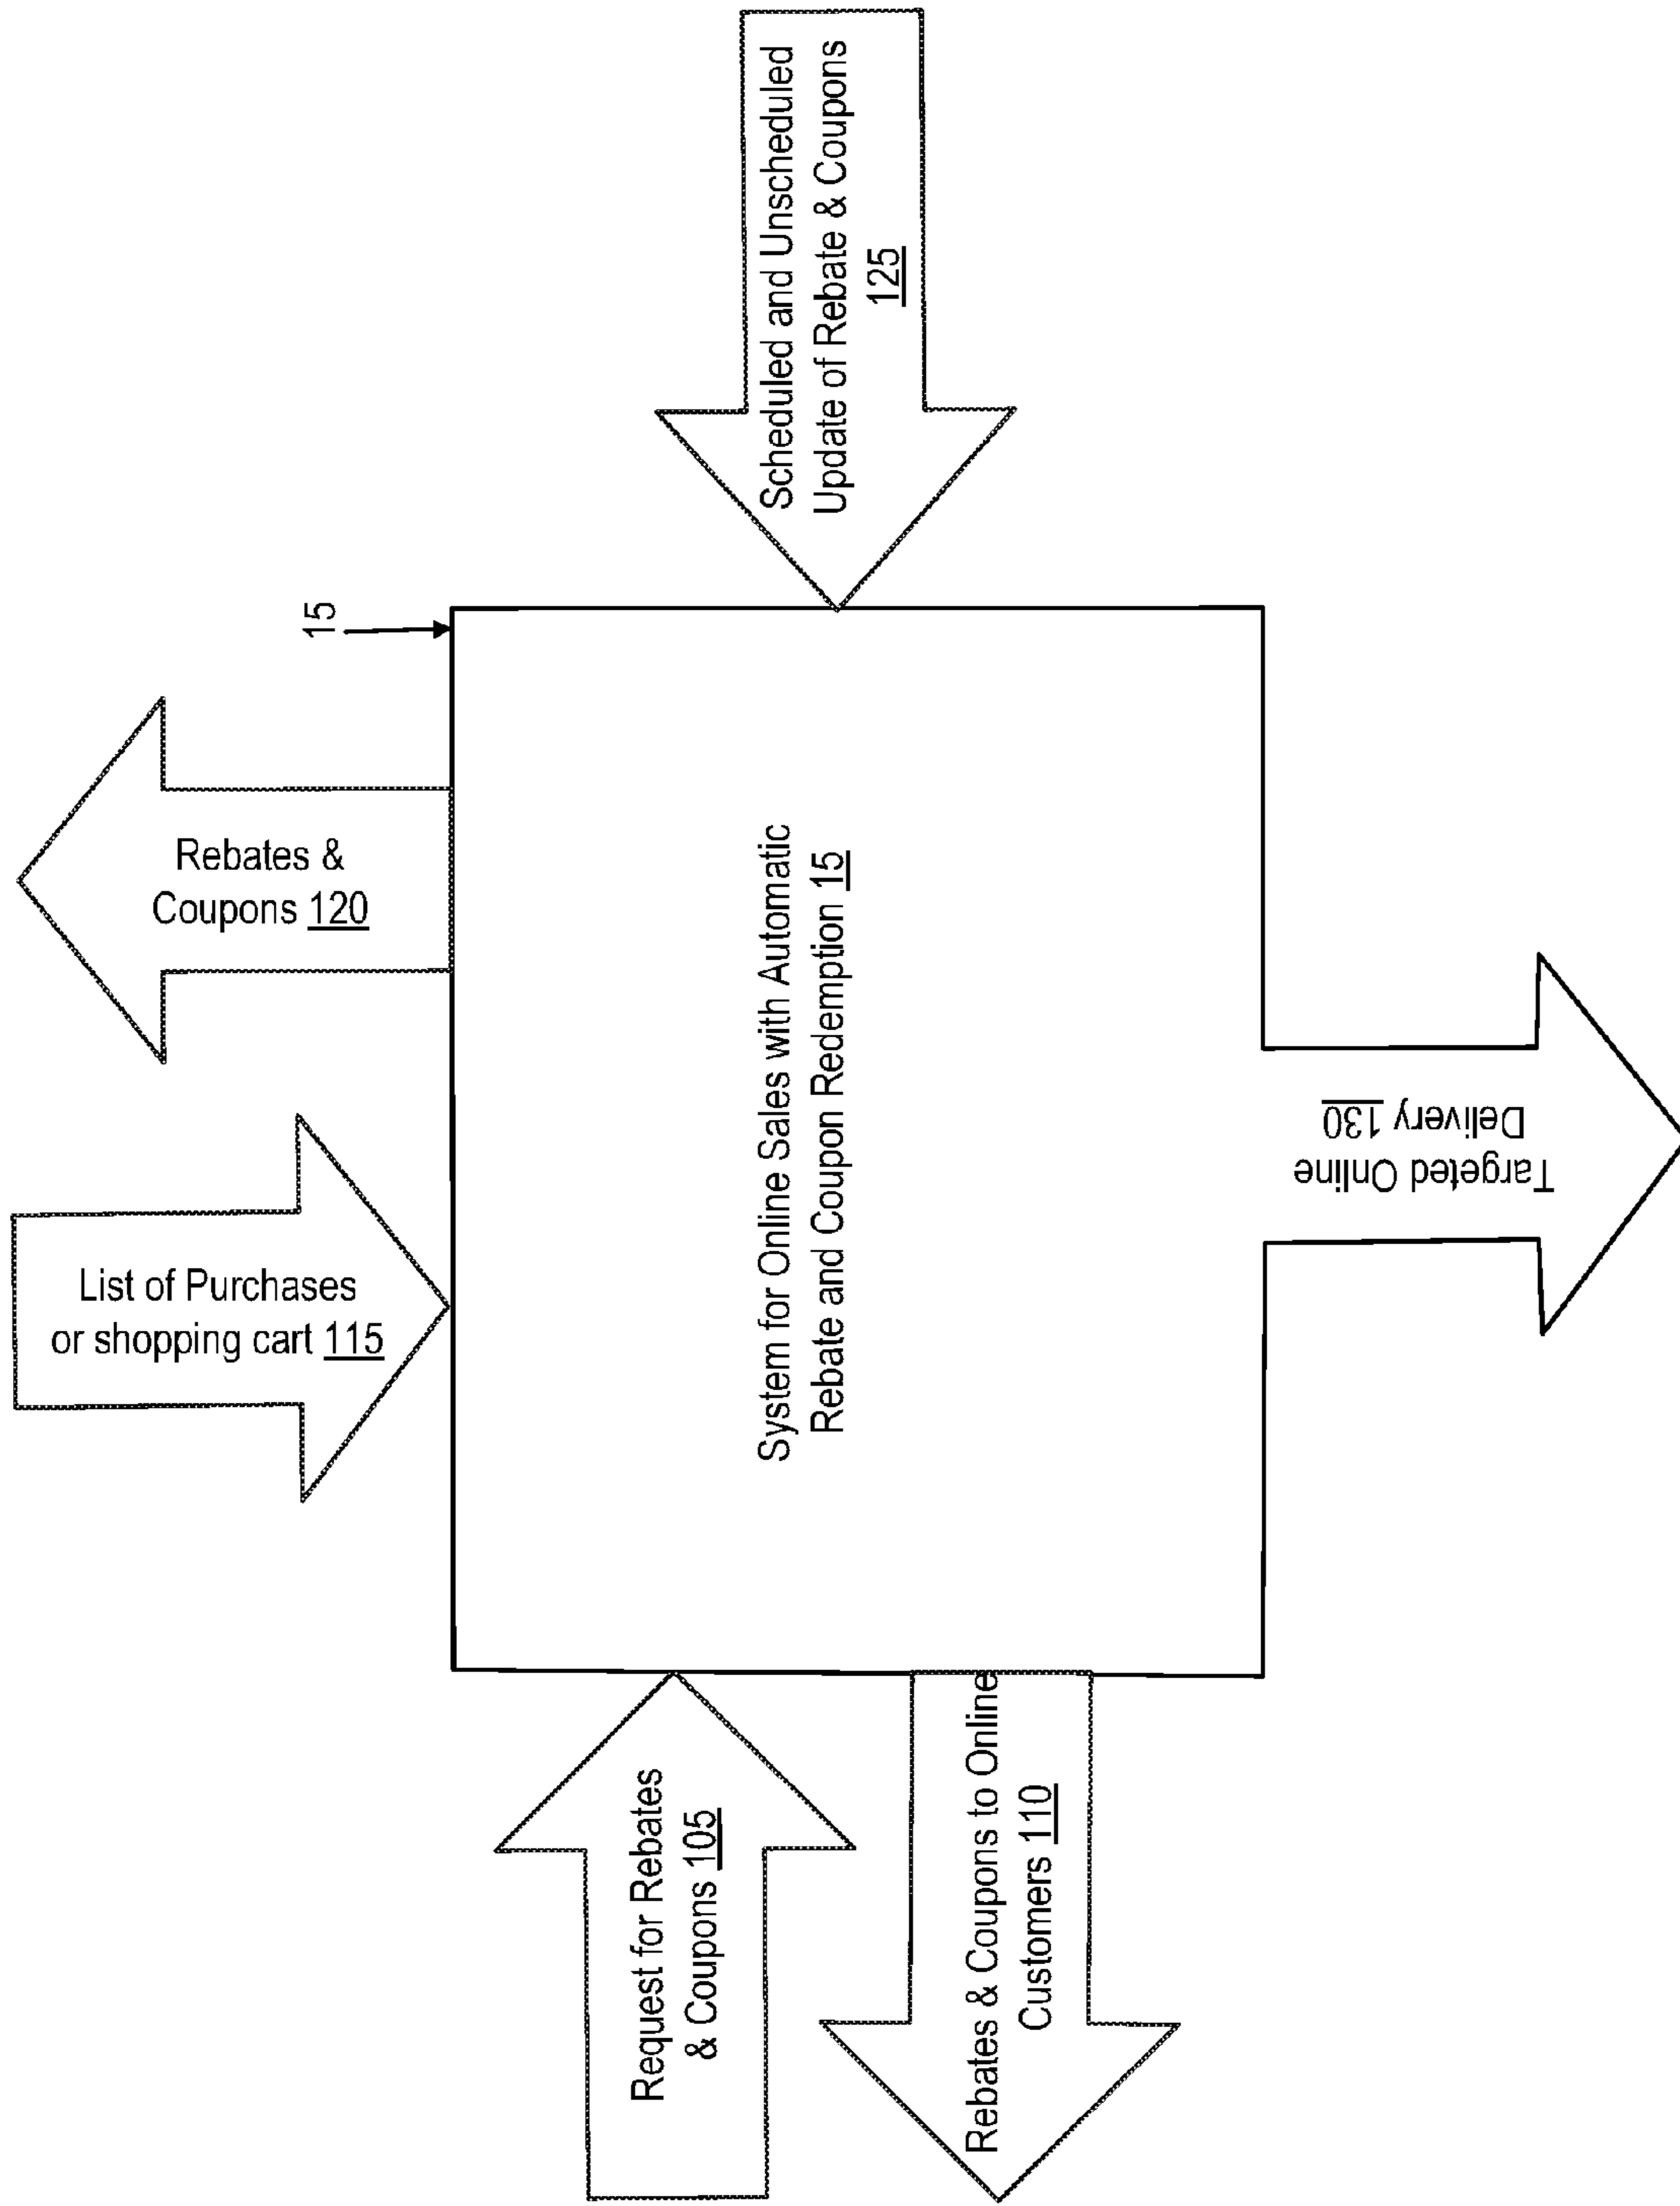 Scheduled and Unscheduled
Update of Rebate & Coupons
125
15
Rebates &
Coupons 120
List of Purchases
or shopping cart 115
System for Online Sales with Automatic
Rebate and Coupon Redemption 15
Targeted Online
Delivery 130
Request for Rebates
& Coupons 105
Rebates & Coupons to Online
Customers 110